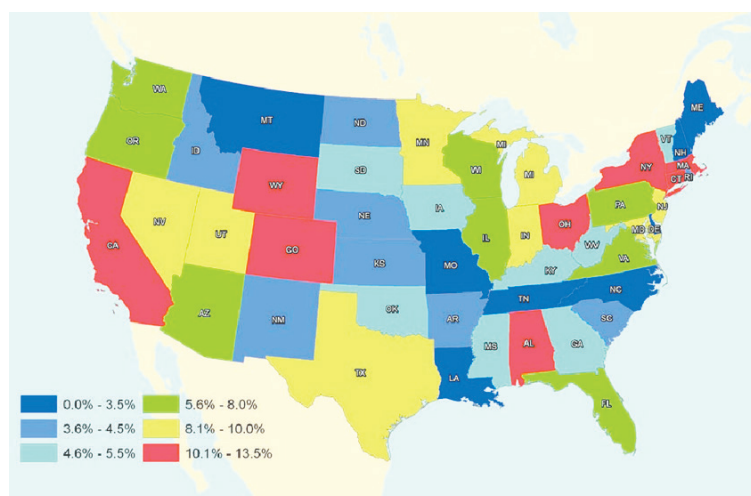 WA
MT
ND
MN
ME
OR
ID
SD
WI
MI
MI
VT
NH
NY
MA
CT
RI
WY
IA
NE
PA
NJ
NV
UT
CO
IL
IN
OH
MD
DE
CA
KS
MO
WV
VA
KY
AZ
NM
OK
TN
NC
AR
SC
MS
AL
GA
TX
LA
FL
0.0% - 3.5%
5.6% - 8.0%
3.6% - 4.5%
8.1% - 10.0%
4.6% - 5.5%
10.1% - 13.5%